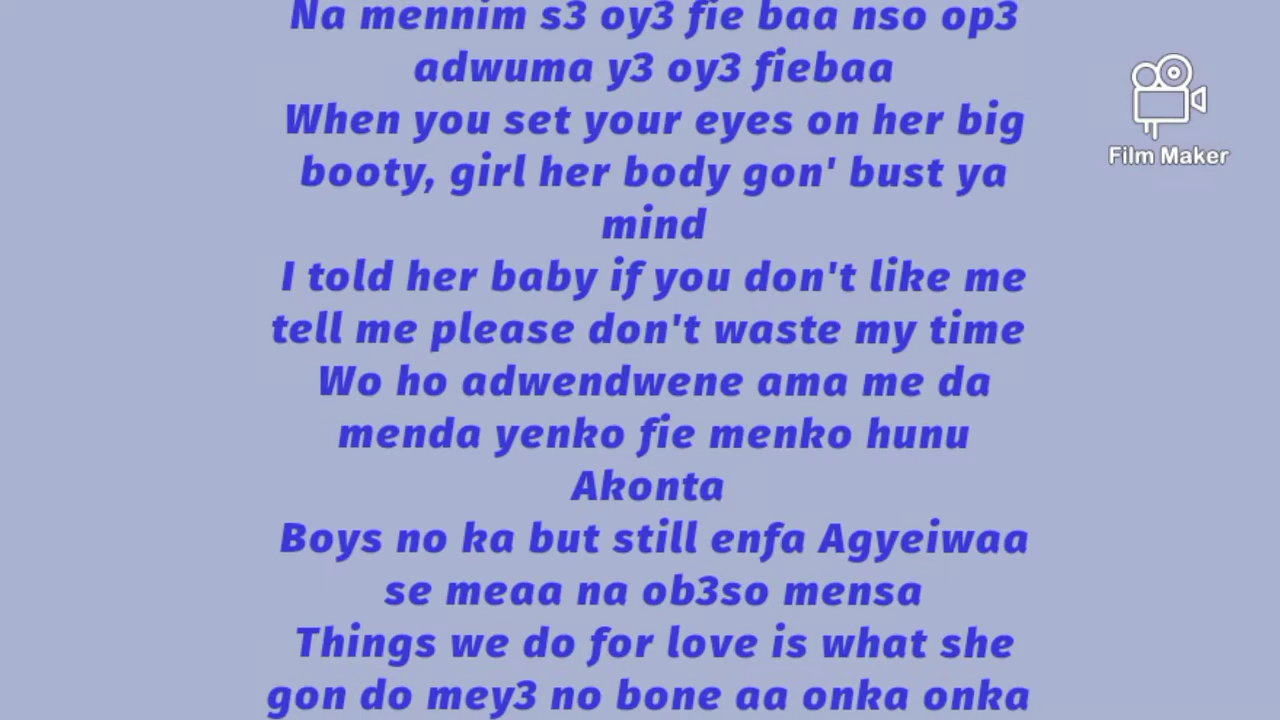 Na mennim s3 oy3 fie baa nso op3
adwuma y3 oy3 fiebaa
When you set your eyes on her big
booty, girl her body gon' bust ya
mind
I told her baby if you don't like me
tell me please don't waste my time
Wo ho adwendwene ama me da
menda yenko fie menko hunu
Akonta
Boys no ka but still enfa Agyeiwaa
se meaa na ob3so mensa
Things we do for love is what she
gon do mey3 no bone aa onka onka
Film Maker